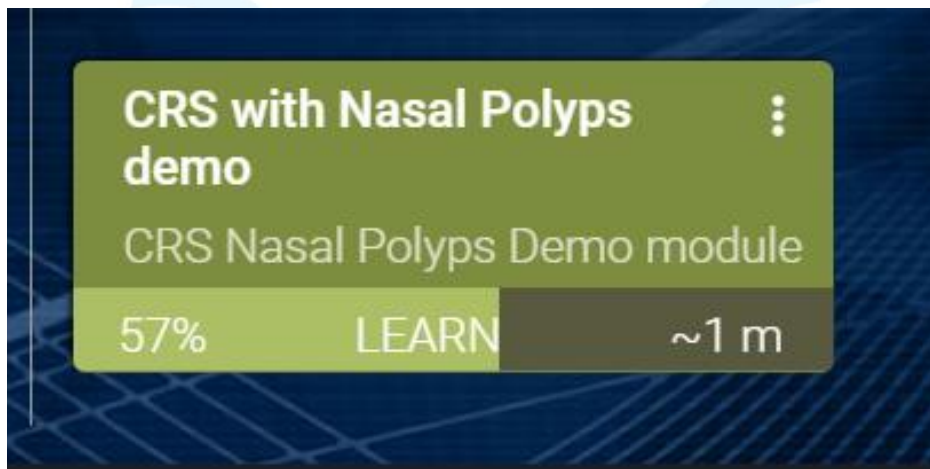 CRS with Nasal Polyps
demo
CRS Nasal Polyps Demo module
57% LEARN ~1 m